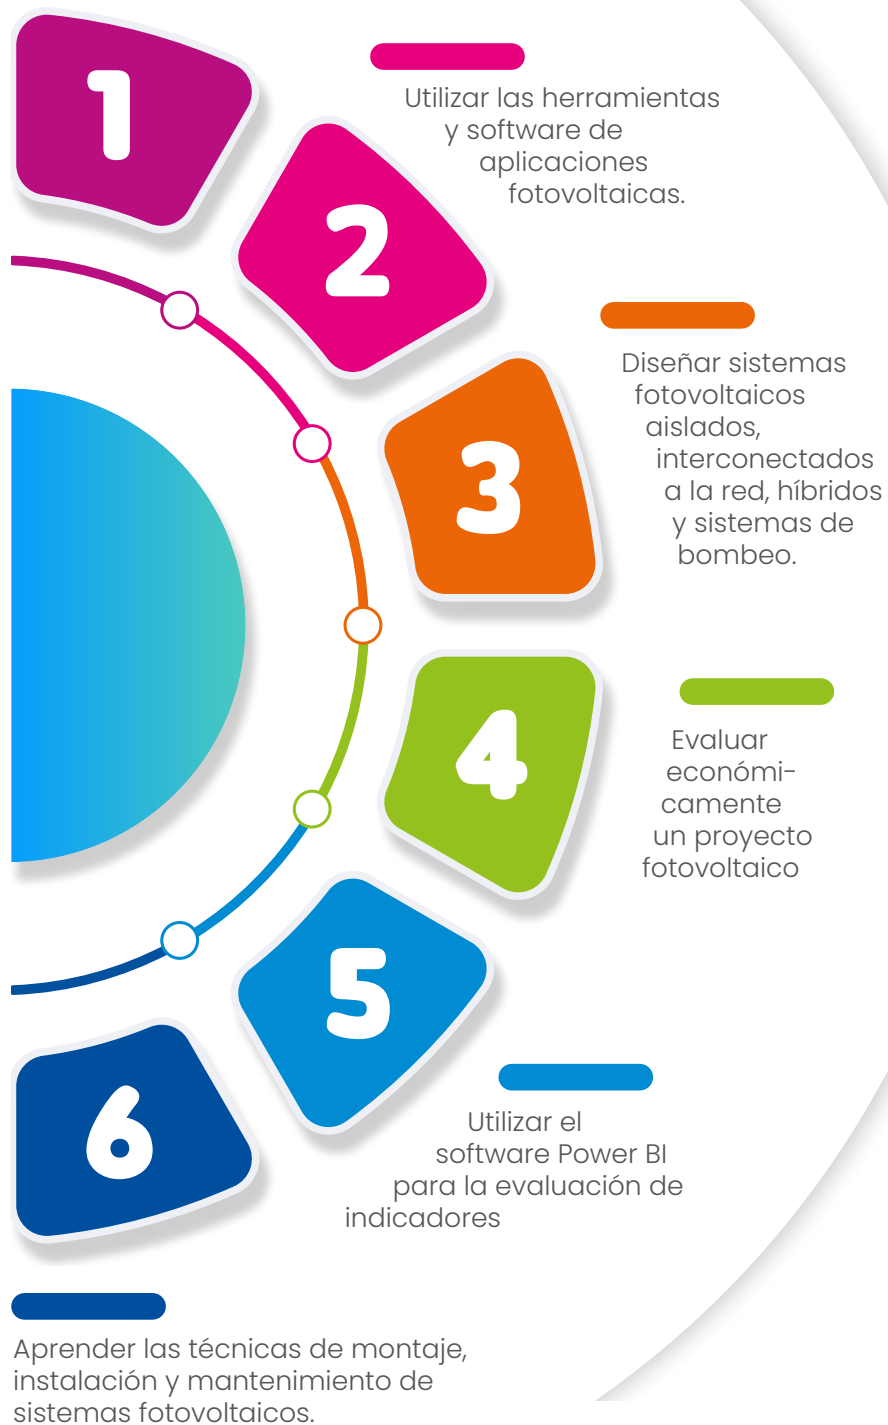 1
2
Utilizar las herramientas
y software de
aplicaciones
fotovoltaicas.
3
Diseñar sistemas
fotovoltaicos
aislados,
interconectados
a la red, híbridos
y sistemas de
bombeo.
4
Evaluar
económi-
camente
un proyecto
fotovoltaico
5
Utilizar el
software Power BI
para la evaluación de
indicadores
6
Aprender las técnicas de montaje,
instalación y mantenimiento de
sistemas fotovoltaicos.